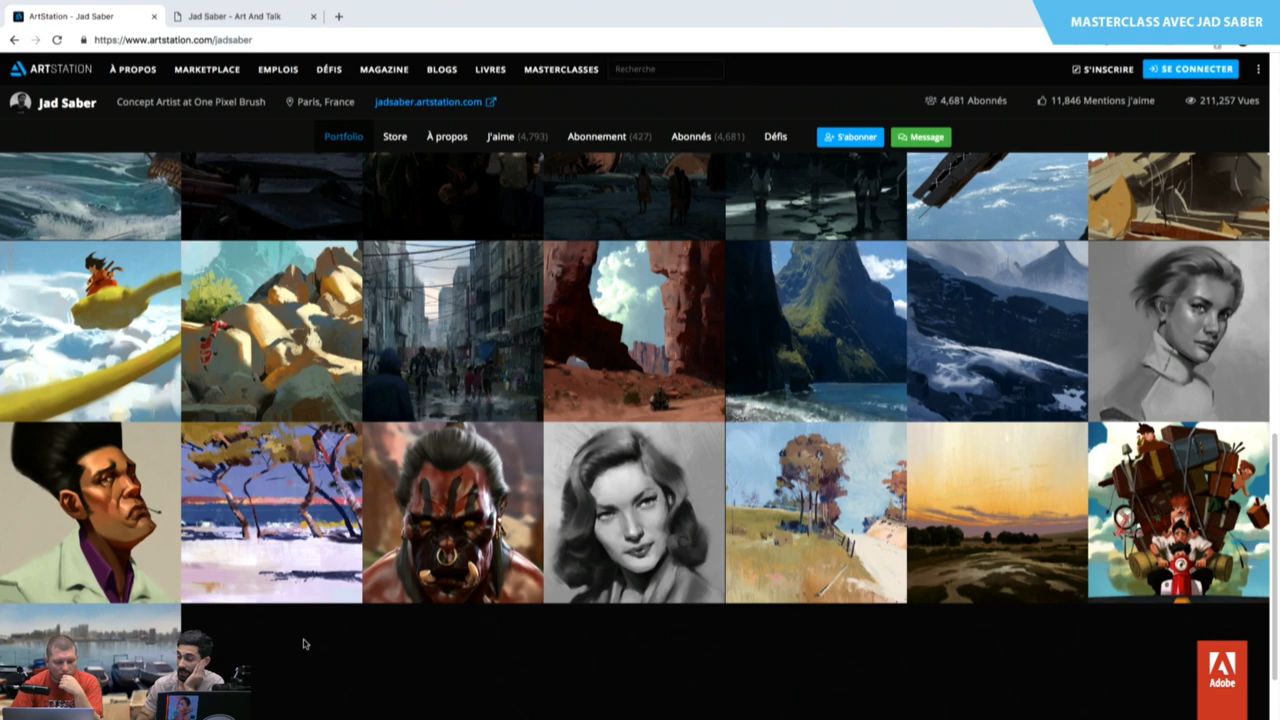 ArtStation - Jad Saber
Jad Saber - Art And Talk
MASTERCLASS AVEC JAD SABER
https://www.artstation.com/jadsaber
ARTSTATION À PROPOS MARKETPLACE EMPLOIS DÉFIS MAGAZINE BLOGS LIVRES MASTERCLASSES Recherche S'INSCRIRE SE CONNECTER
Jad Saber Concept Artist at One Pixel Brush Paris, France jadsaber.artstation.com 4,681 Abonnés 11,846 Mentions j'aime 211,257 Vues
Portfolio Store À propos J'aime (4,793) Abonnement (427) Abonnés (4,681) Défis S'abonner Message
Adobe